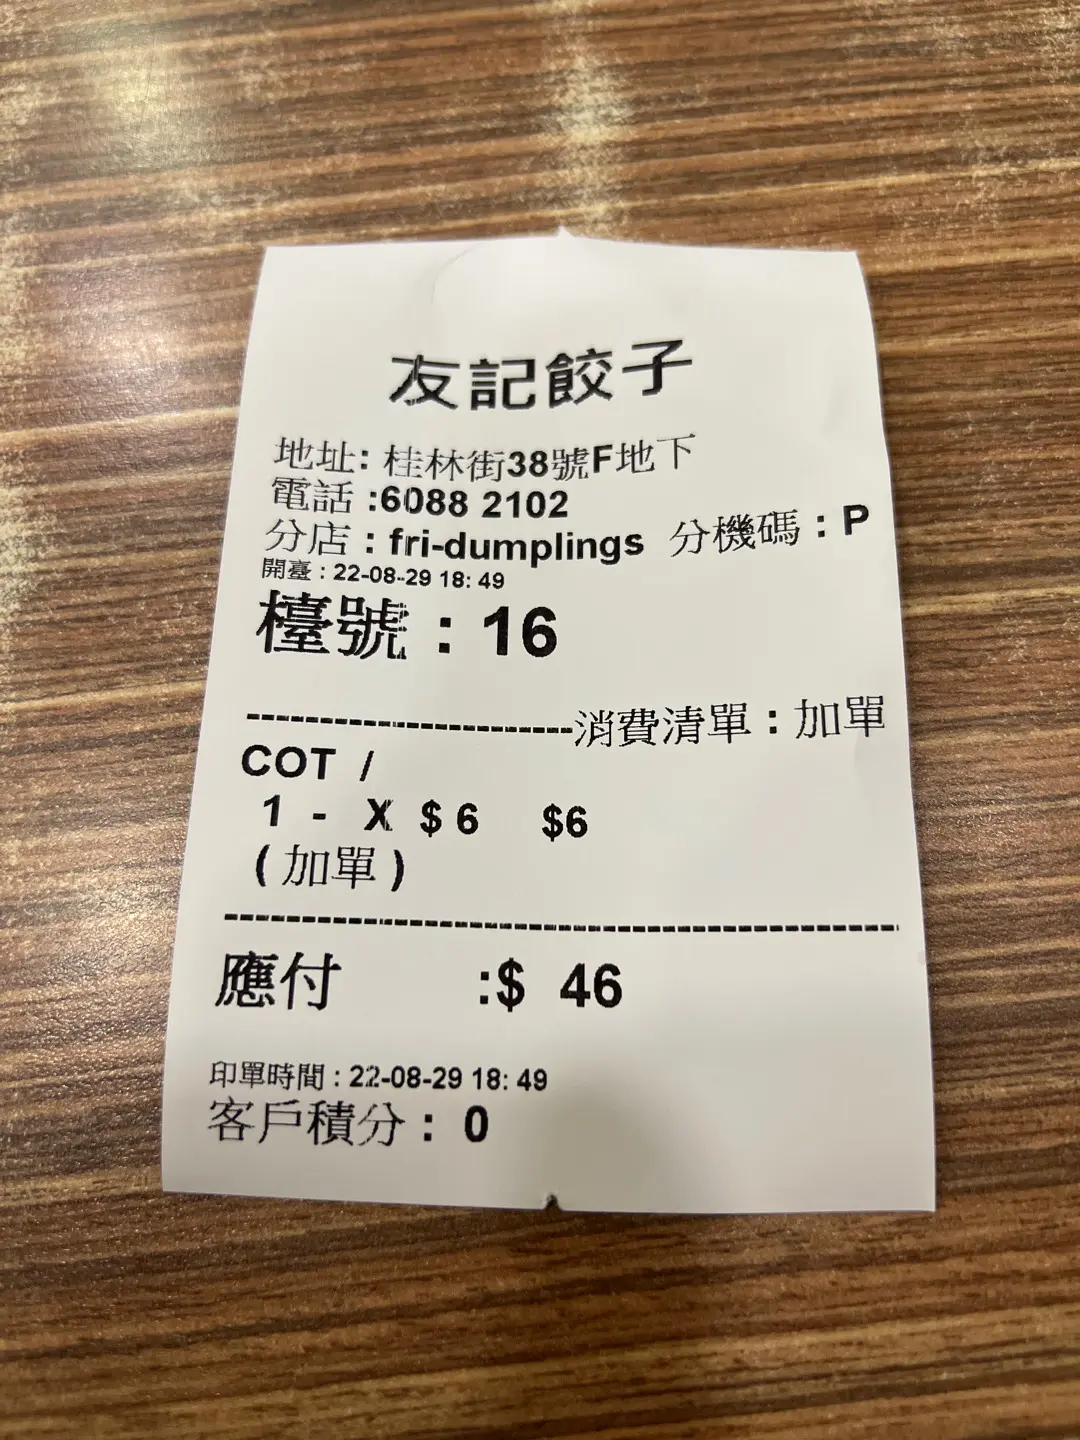 友記餃子
地址: 桂林街38號F地下
電話 :6088 2102
分店 : fri-dumplings 分機碼 : P
開臺 : 22-08-29 18: 49
檯號 : 16
--------------------消費清單 : 加單
COT /
1 - X $ 6 $6
( 加單 )
----------------------------------------
應付 :$ 46
印單時間 : 22-08-29 18: 49
客戶積分 : 0